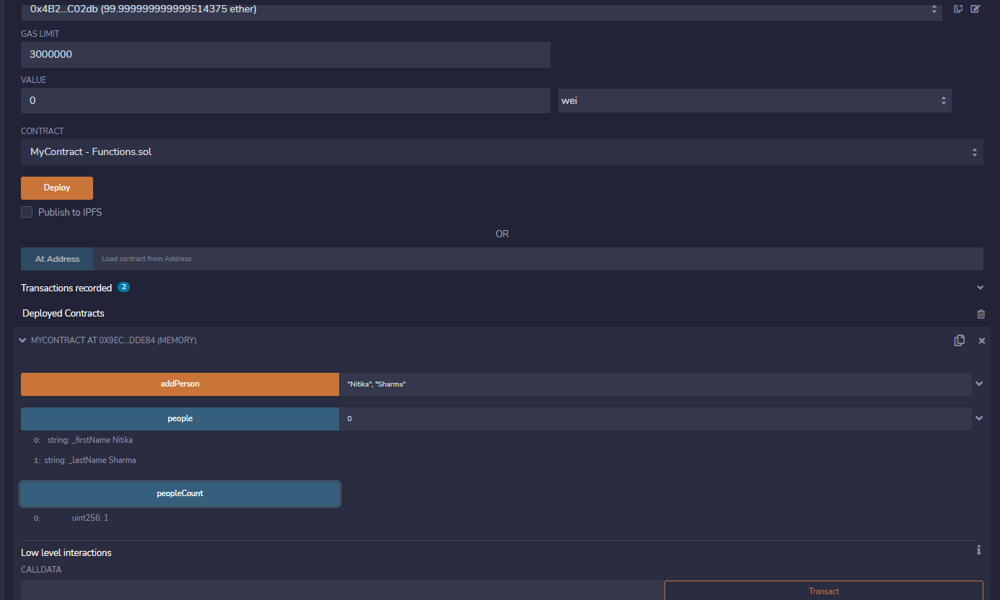 0x4B2...C02db (99.999999999999514375 ether)
GAS LIMIT
3000000
VALUE
0
wei
CONTRACT
MyContract - Functions.sol
Deploy
Publish to IPFS
OR
At Address Load contract from Address
Transactions recorded 2
Deployed Contracts
MYCONTRACT AT 0X9EC...DDE84 (MEMORY)
addPerson "Nitika", "Sharma"
people 0
0: string: _firstName Nitika
1: string: _lastName Sharma
peopleCount
0: uint256: 1
Low level interactions
CALLDATA
Transact